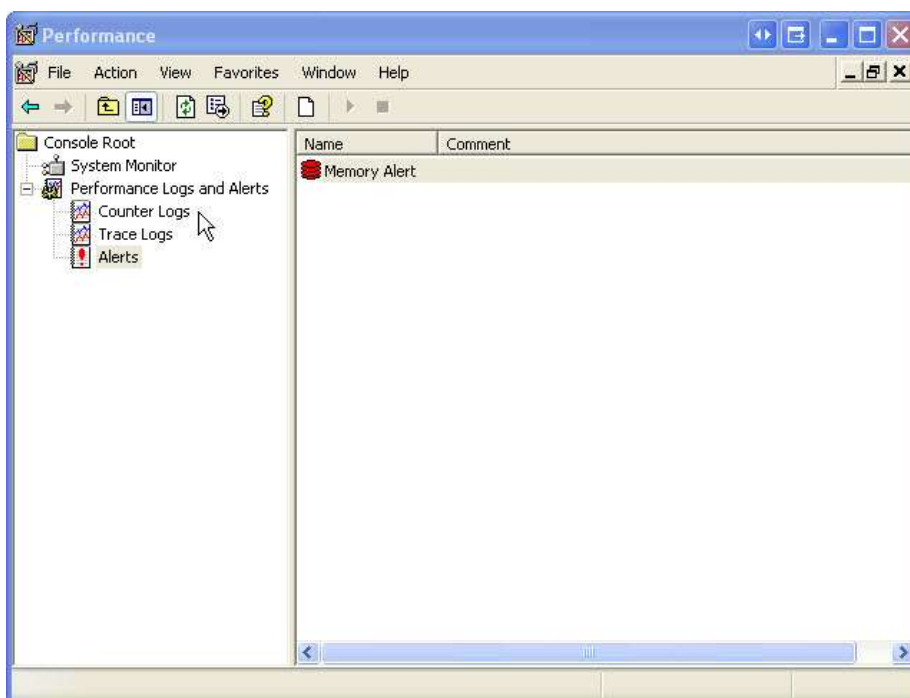 Performance
File Action View Favorites Window Help
Console Root
System Monitor
Performance Logs and Alerts
Counter Logs
Trace Logs
Alerts
Name Comment
Memory Alert